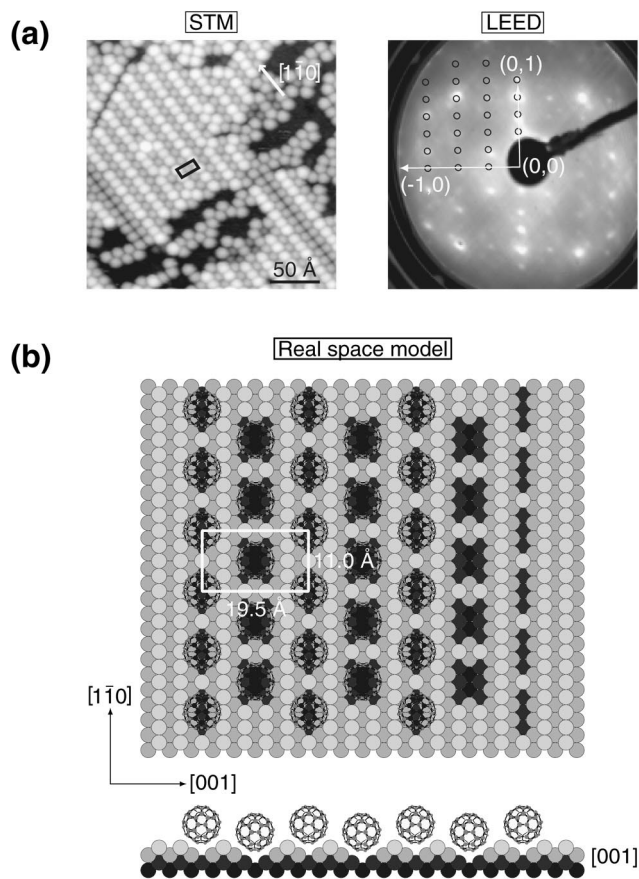 (a)
STM
LEED
[11̄0]
(0,1)
(0,0)
(-1,0)
50 Å
(b)
Real space model
11.0 Å
19.5 Å
[11̄0]
[001]
[001]